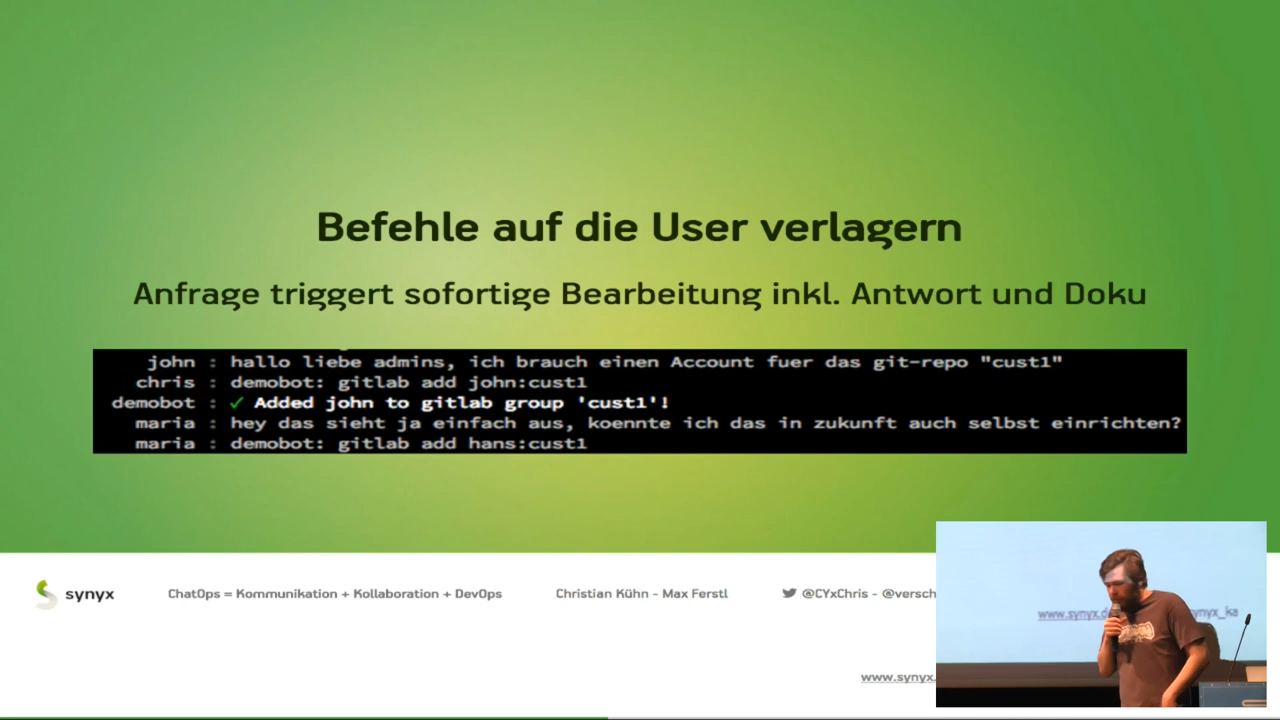 Befehle auf die User verlagern
Anfrage triggert sofortige Bearbeitung inkl. Antwort und Doku
john : hallo liebe admins, ich brauch einen Account fuer das git-repo "cust1"
chris : demobot: gitlab add john:cust1
demobot : ✓ Added john to gitlab group 'cust1'!
maria : hey das sieht ja einfach aus, koennte ich das in zukunft auch selbst einrichten?
maria : demobot: gitlab add hans:cust1
synyx
ChatOps = Kommunikation + Kollaboration + DevOps
Christian Kühn - Max Ferstl
@CYxChris - @versch
www.synyx.
www.synyx.d
ynyx_ka